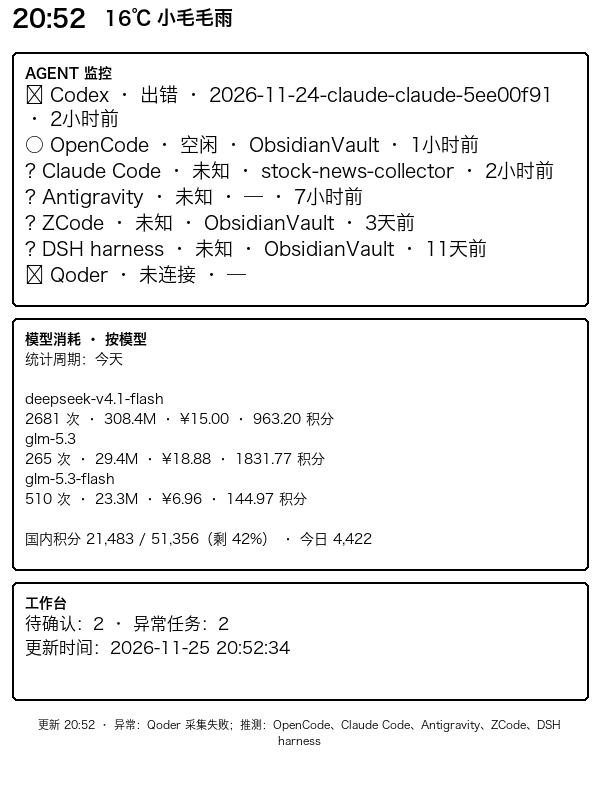 20:52 16℃ 小毛毛雨
AGENT 监控
☒ Codex · 出错 · 2026-11-24-claude-claude-5ee00f91
· 2小时前
○ OpenCode · 空闲 · ObsidianVault · 1小时前
? Claude Code · 未知 · stock-news-collector · 2小时前
? Antigravity · 未知 · — · 7小时前
? ZCode · 未知 · ObsidianVault · 3天前
? DSH harness · 未知 · ObsidianVault · 11天前
☒ Qoder · 未连接 · —
模型消耗 · 按模型
统计周期：今天
deepseek-v4.1-flash
2681 次 · 308.4M · ¥15.00 · 963.20 积分
glm-5.3
265 次 · 29.4M · ¥18.88 · 1831.77 积分
glm-5.3-flash
510 次 · 23.3M · ¥6.96 · 144.97 积分
国内积分 21,483 / 51,356（剩 42%） · 今日 4,422
工作台
待确认：2 · 异常任务：2
更新时间：2026-11-25 20:52:34
更新 20:52 · 异常：Qoder 采集失败；推测：OpenCode、Claude Code、Antigravity、ZCode、DSH
harness